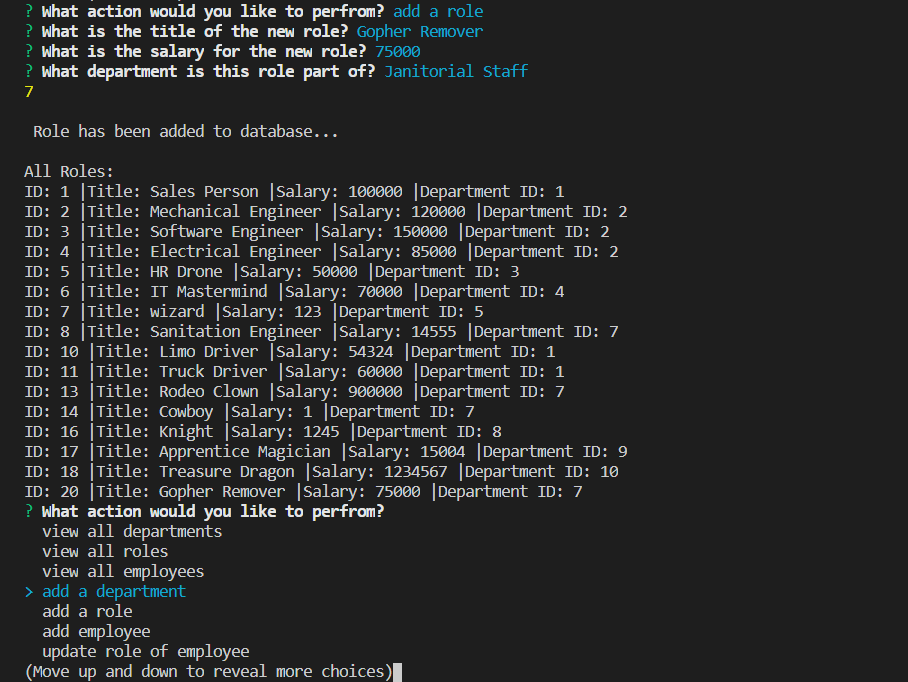 ? What action would you like to perfrom? add a role
? What is the title of the new role? Gopher Remover
? What is the salary for the new role? 75000
? What department is this role part of? Janitorial Staff
7
Role has been added to database...
All Roles:
ID: 1 |Title: Sales Person |Salary: 100000 |Department ID: 1
ID: 2 |Title: Mechanical Engineer |Salary: 120000 |Department ID: 2
ID: 3 |Title: Software Engineer |Salary: 150000 |Department ID: 2
ID: 4 |Title: Electrical Engineer |Salary: 85000 |Department ID: 2
ID: 5 |Title: HR Drone |Salary: 50000 |Department ID: 3
ID: 6 |Title: IT Mastermind |Salary: 70000 |Department ID: 4
ID: 7 |Title: wizard |Salary: 123 |Department ID: 5
ID: 8 |Title: Sanitation Engineer |Salary: 14555 |Department ID: 7
ID: 10 |Title: Limo Driver |Salary: 54324 |Department ID: 1
ID: 11 |Title: Truck Driver |Salary: 60000 |Department ID: 1
ID: 13 |Title: Rodeo Clown |Salary: 900000 |Department ID: 7
ID: 14 |Title: Cowboy |Salary: 1 |Department ID: 7
ID: 16 |Title: Knight |Salary: 1245 |Department ID: 8
ID: 17 |Title: Apprentice Magician |Salary: 15004 |Department ID: 9
ID: 18 |Title: Treasure Dragon |Salary: 1234567 |Department ID: 10
ID: 20 |Title: Gopher Remover |Salary: 75000 |Department ID: 7
? What action would you like to perfrom?
view all departments
view all roles
view all employees
> add a department
add a role
add employee
update role of employee
(Move up and down to reveal more choices)